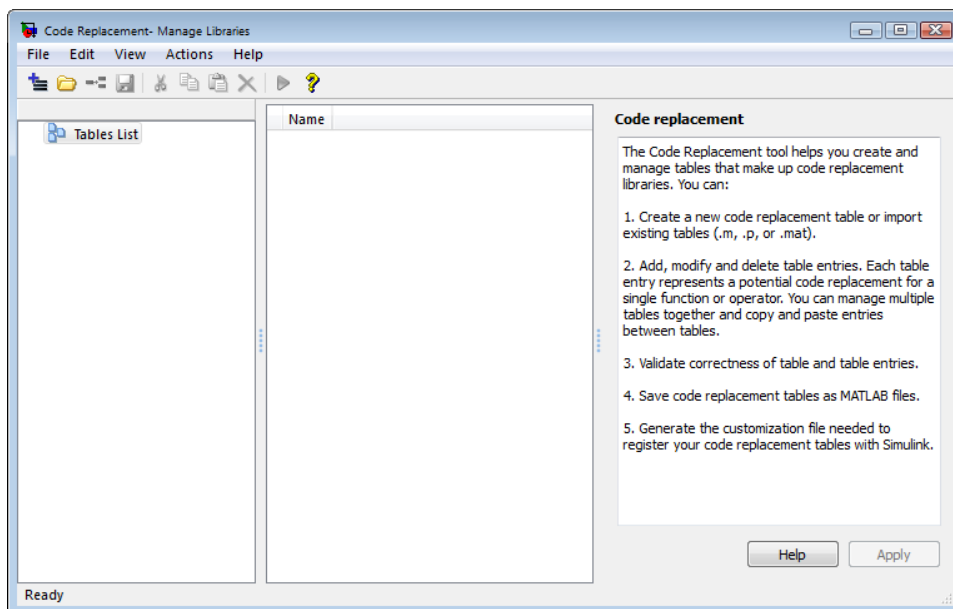 Code Replacement- Manage Libraries
File Edit View Actions Help
Tables List
Name
Code replacement
The Code Replacement tool helps you create and
manage tables that make up code replacement
libraries. You can:
1. Create a new code replacement table or import
existing tables (.m, .p, or .mat).
2. Add, modify and delete table entries. Each table
entry represents a potential code replacement for a
single function or operator. You can manage multiple
tables together and copy and paste entries
between tables.
3. Validate correctness of table and table entries.
4. Save code replacement tables as MATLAB files.
5. Generate the customization file needed to
register your code replacement tables with Simulink.
Help Apply
Ready